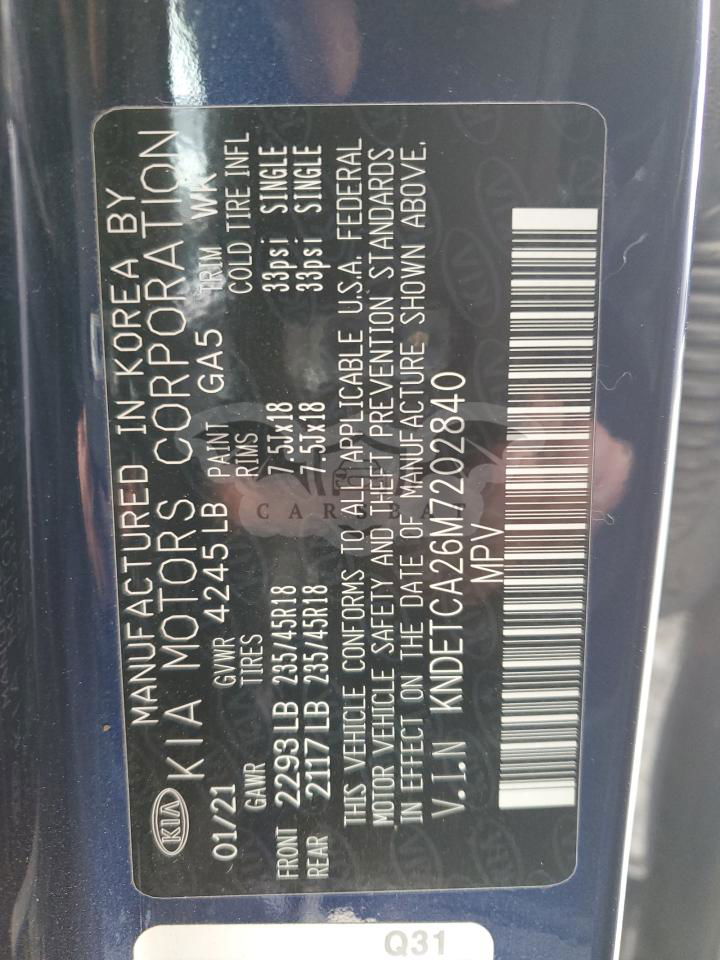 KIA
MANUFACTURED IN KOREA BY
KIA MOTORS CORPORATION
01/21 GVWR 4245LB PAINT GA5 TRIM WK
GAWR TIRES RIMS COLD TIRE INFL
FRONT 2293LB 235/45R18 7.5Jx18 33psi SINGLE
REAR 2117LB 235/45R18 7.5Jx18 33psi SINGLE
THIS VEHICLE CONFORMS TO ALL APPLICABLE U.S.A. FEDERAL
MOTOR VEHICLE SAFETY AND THEFT PREVENTION STANDARDS
IN EFFECT ON THE DATE OF MANUFACTURE SHOWN ABOVE.
V.I.N KNDETCA26M7202840
MPV
Q31